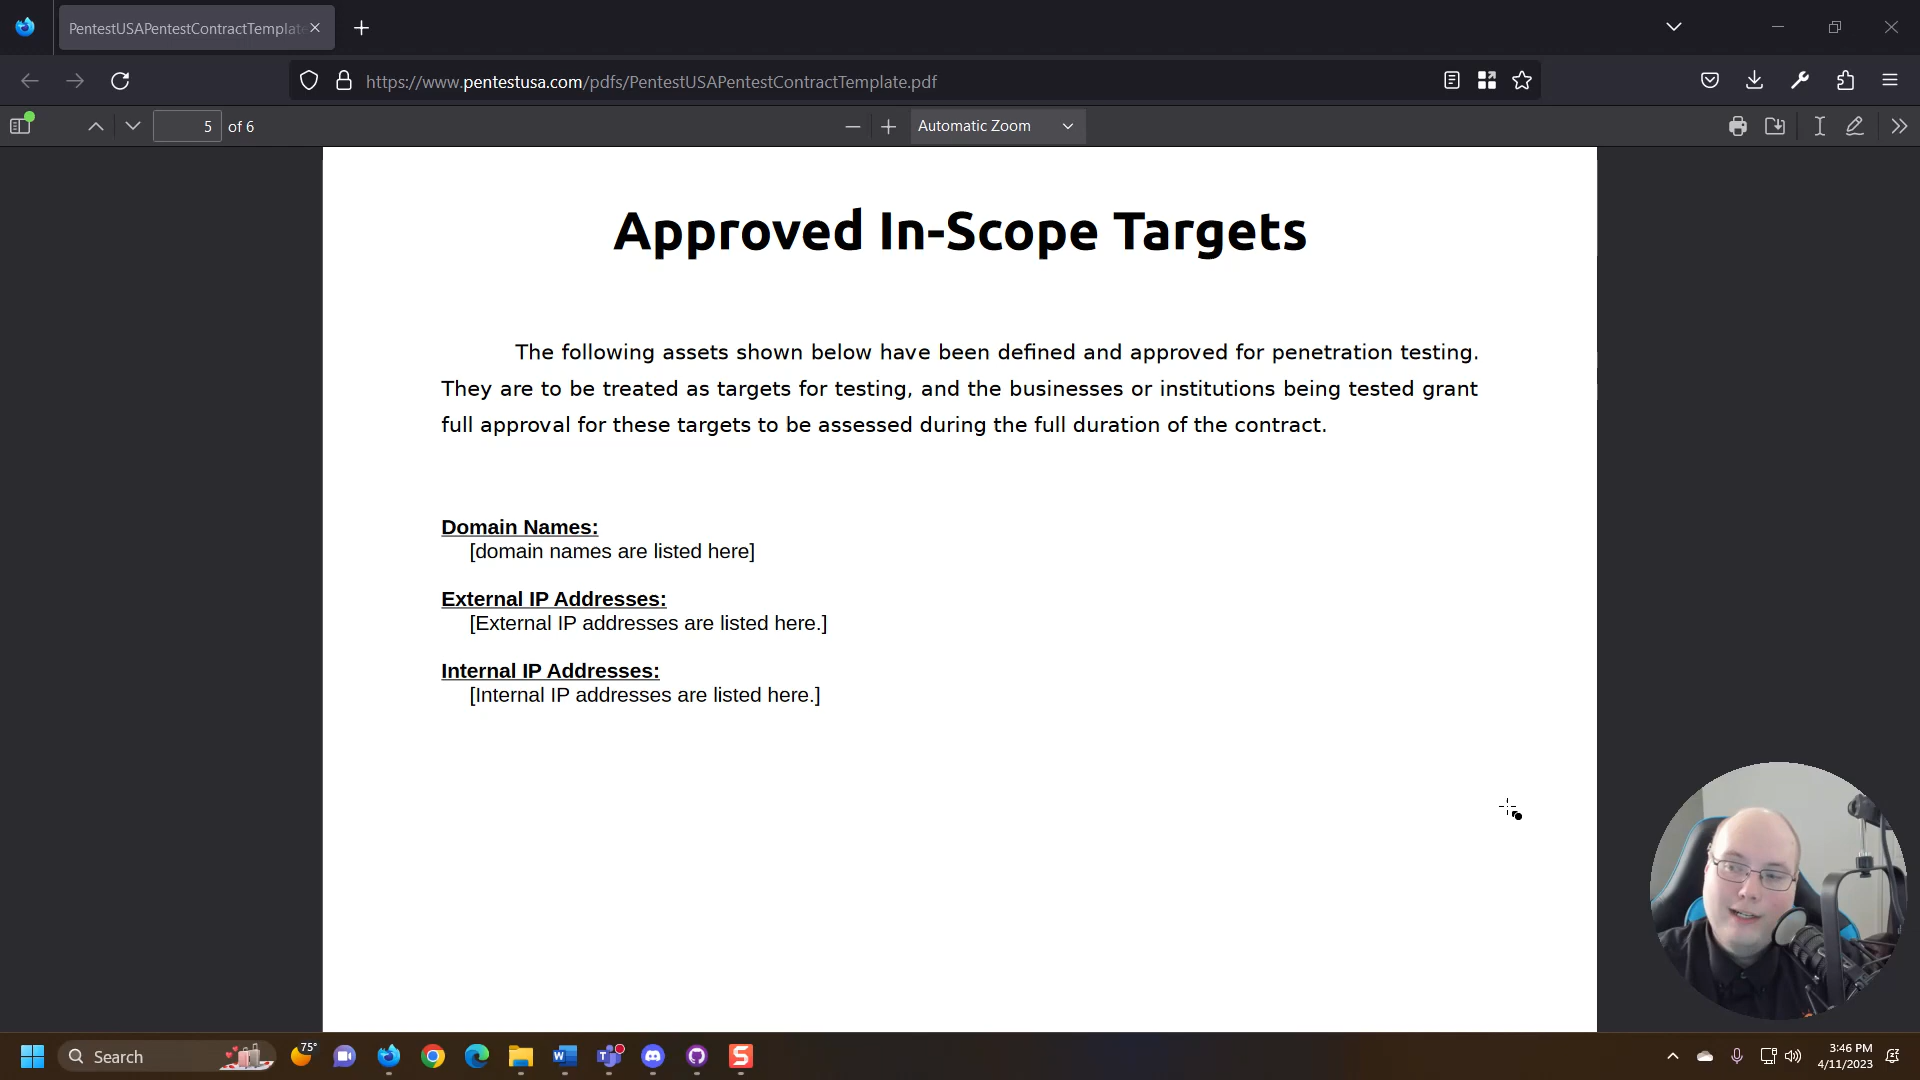 PentestUSAPentestContractTemplate
https://www.pentestusa.com/pdfs/PentestUSAPentestContractTemplate.pdf
5 of 6
Automatic Zoom
Approved In-Scope Targets
The following assets shown below have been defined and approved for penetration testing.
They are to be treated as targets for testing, and the businesses or institutions being tested grant
full approval for these targets to be assessed during the full duration of the contract.
Domain Names:
[domain names are listed here]
External IP Addresses:
[External IP addresses are listed here.]
Internal IP Addresses:
[Internal IP addresses are listed here.]
Search
75°
3:46 PM
4/11/2023